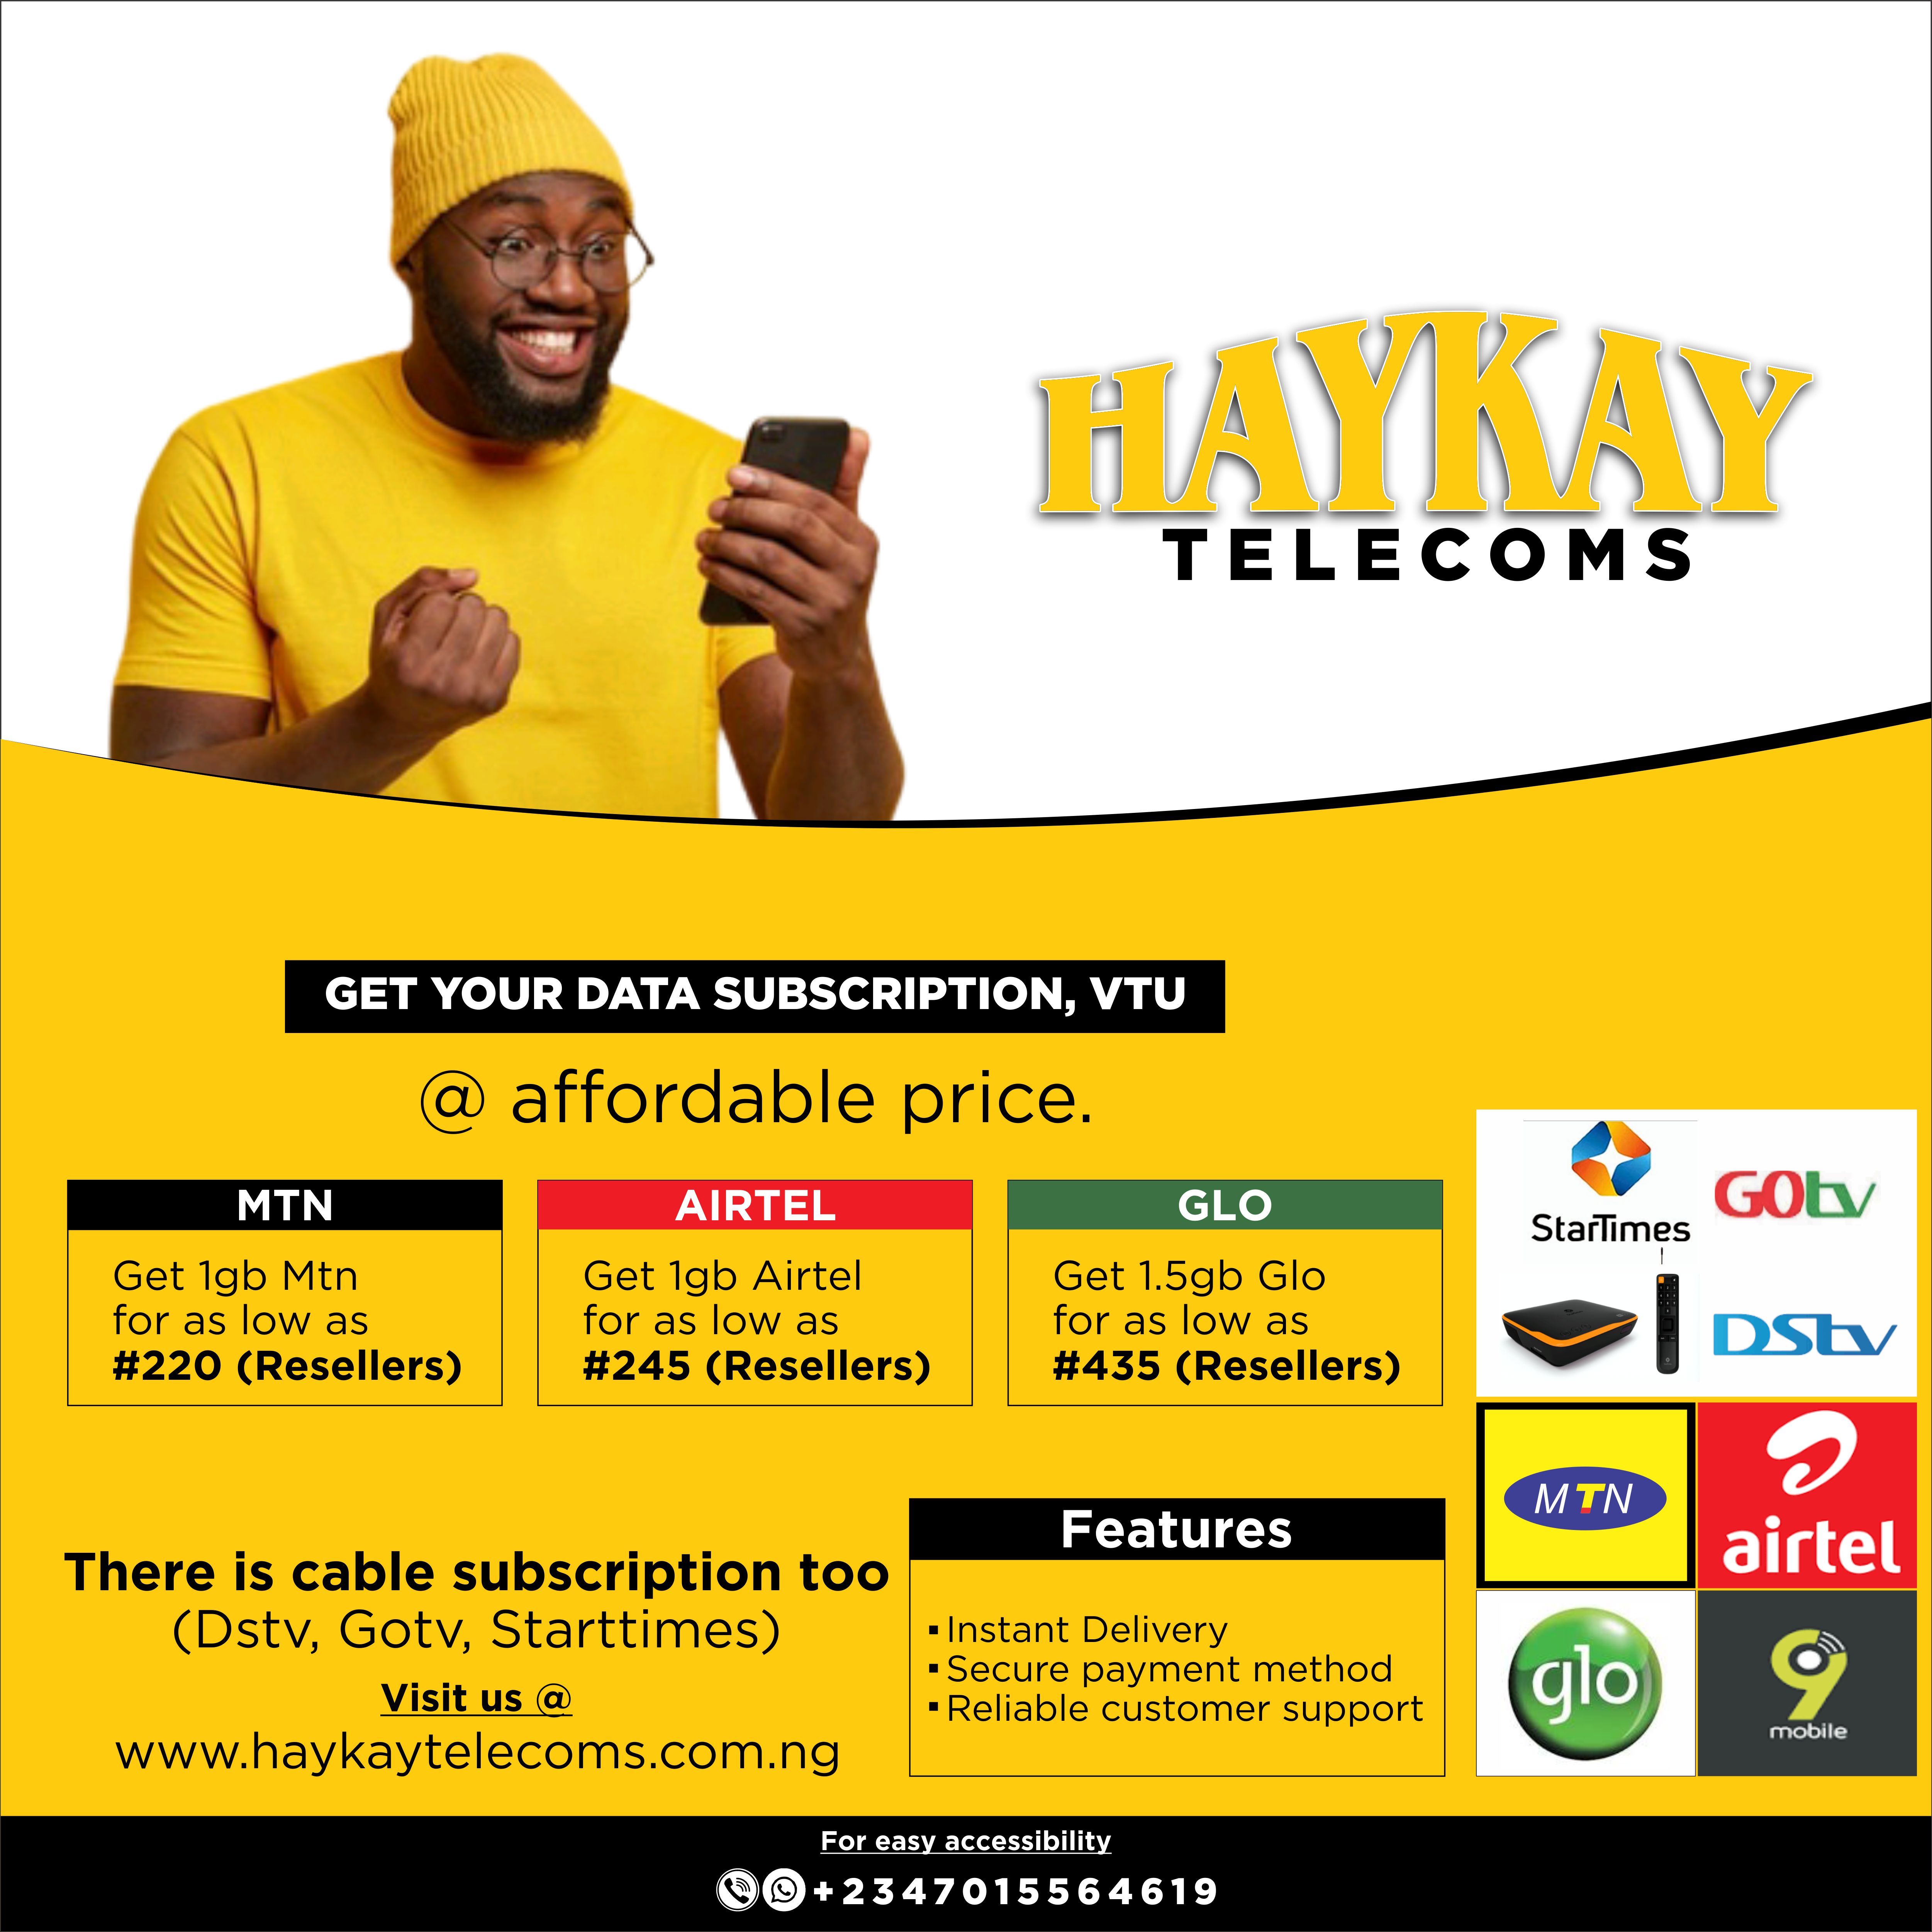 HAYKAY
TELECOMS
GET YOUR DATA SUBSCRIPTION, VTU
@ affordable price.
MTN
Get 1gb Mtn
for as low as
#220 (Resellers)
AIRTEL
Get 1gb Airtel
for as low as
#245 (Resellers)
GLO
Get 1.5gb Glo
for as low as
#435 (Resellers)
StarTimes
GOtv
DStv
MTN
airtel
glo
9
mobile
There is cable subscription too
(Dstv, Gotv, Starttimes)
Visit us @
www.haykaytelecoms.com.ng
Features
▪ Instant Delivery
▪ Secure payment method
▪ Reliable customer support
For easy accessibility
+2347015564619